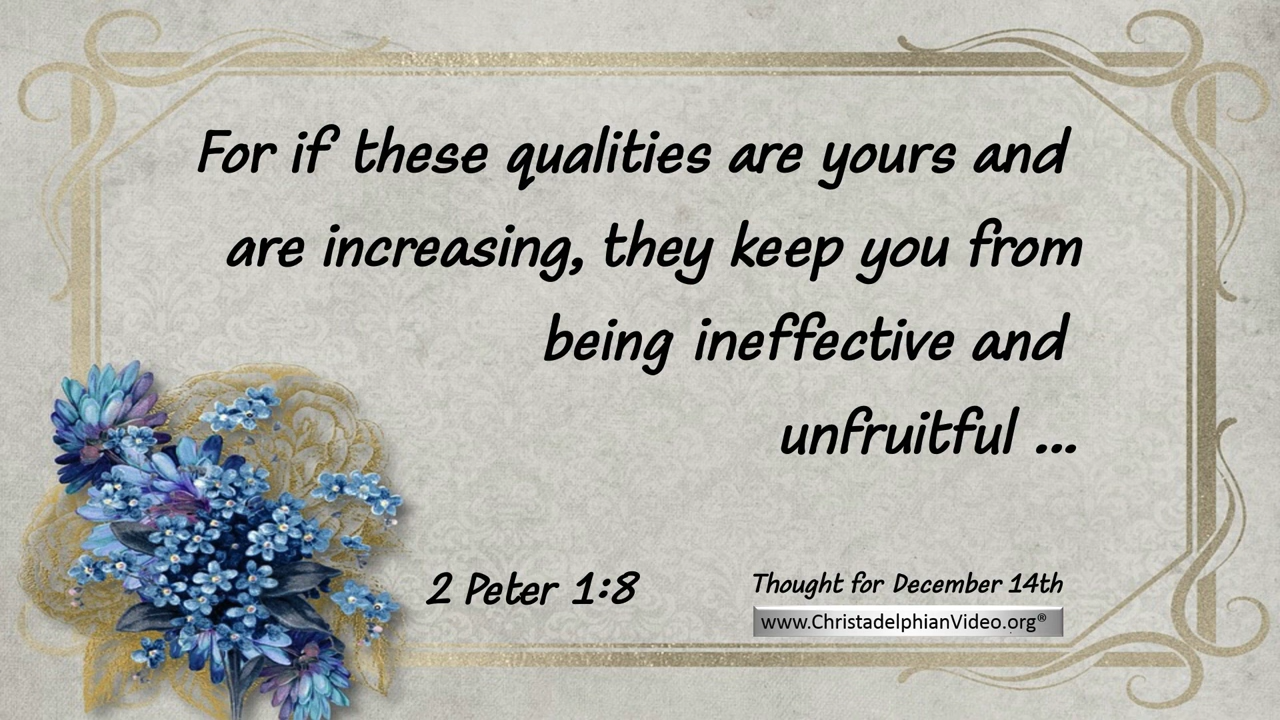 For if these qualities are yours and
are increasing, they keep you from
being ineffective and
unfruitful ...
2 Peter 1:8
Thought for December 14th
www.ChristadelphianVideo.org®